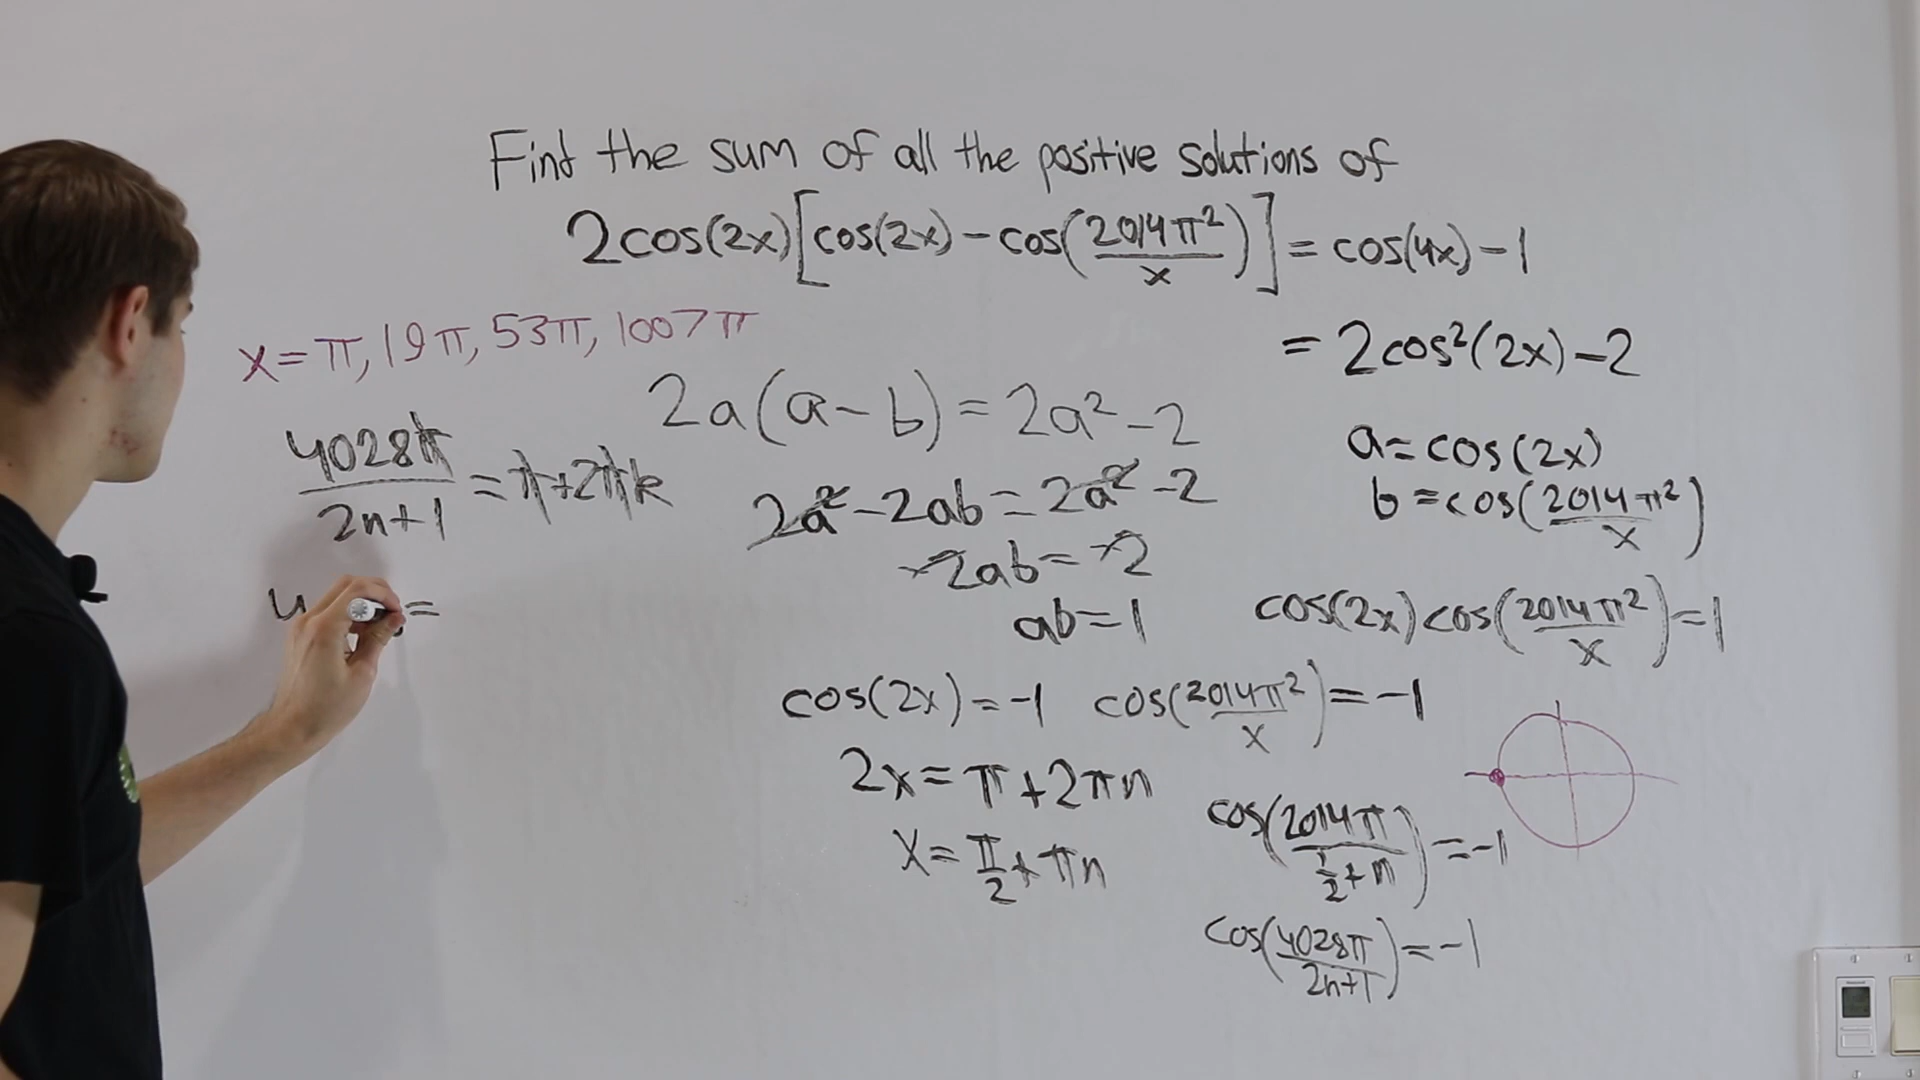 Find the sum of all the positive solutions of
2cos(2x)[cos(2x)-cos(2014π²/x)]=cos(4x)-1
=2cos²(2x)-2
x=π,19π,53π,1007π
4028π/2n+1=π+2πk
4 =
2a(a-b)=2a²-2
2a²-2ab=2a²-2
-2ab=-2
ab=1
a=cos(2x)
b=cos(2014π²/x)
cos(2x)cos(2014π²/x)=1
cos(2x)=-1 cos(2014π²/x)=-1
2x=π+2πn
x=π/2+πn
cos(2014π/(1/2+n))=-1
cos(4028π/2n+1)=-1